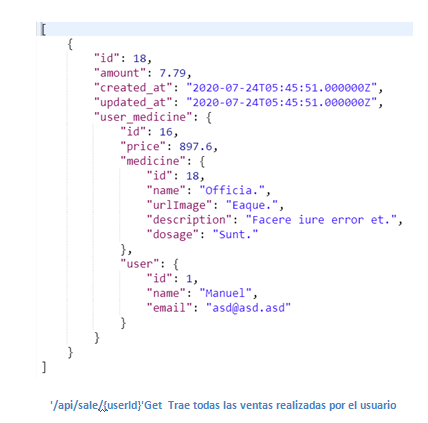 [
{
"id": 18,
"amount": 7.79,
"created_at": "2020-07-24T05:45:51.000000Z",
"updated_at": "2020-07-24T05:45:51.000000Z",
"user_medicine": {
"id": 16,
"price": 897.6,
"medicine": {
"id": 18,
"name": "Officia.",
"urlImage": "Eaque.",
"description": "Facere iure error et.",
"dosage": "Sunt."
},
"user": {
"id": 1,
"name": "Manuel",
"email": "asd@asd.asd"
}
}
}
]
'/api/sale/{userId}'Get Trae todas las ventas realizadas por el usuario